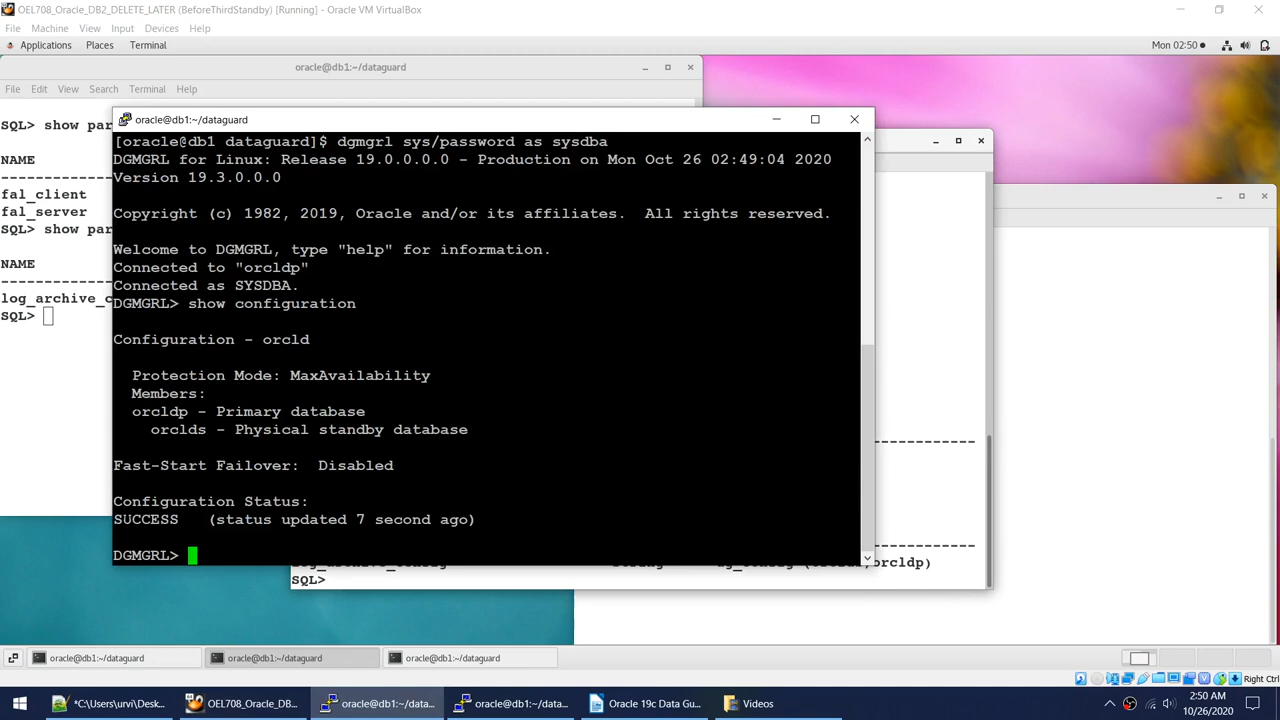 OEL708_Oracle_DB2_DELETE_LATER (BeforeThirdStandby) [Running] - Oracle VM VirtualBox
File Machine View Input Devices Help
Applications Places Terminal
Mon 02:50
oracle@db1:~/dataguard
File Edit View Search Terminal Help
SQL> show par
NAME
fal_client
fal_server
SQL> show par
NAME
log_archive_c
SQL>
oracle@db1:~/dataguard
[oracle@db1 dataguard]$ dgmgrl sys/password as sysdba
DGMGRL for Linux: Release 19.0.0.0.0 - Production on Mon Oct 26 02:49:04 2020
Version 19.3.0.0.0
Copyright (c) 1982, 2019, Oracle and/or its affiliates.  All rights reserved.
Welcome to DGMGRL, type "help" for information.
Connected to "orcldp"
Connected as SYSDBA.
DGMGRL> show configuration
Configuration - orcld
Protection Mode: MaxAvailability
Members:
orcldp - Primary database
orclds - Physical standby database
Fast-Start Failover:  Disabled
Configuration Status:
SUCCESS   (status updated 7 second ago)
DGMGRL>
orcldp)
SQL>
oracle@db1:~/dataguard
oracle@db1:~/dataguard
oracle@db1:~/dataguard
Right Ctrl
*C:\Users\urvi\Desk...
OEL708_Oracle_DB...
oracle@db1:~/data...
oracle@db1:~/data...
Oracle 19c Data Gu...
Videos
2:50 AM
10/26/2020